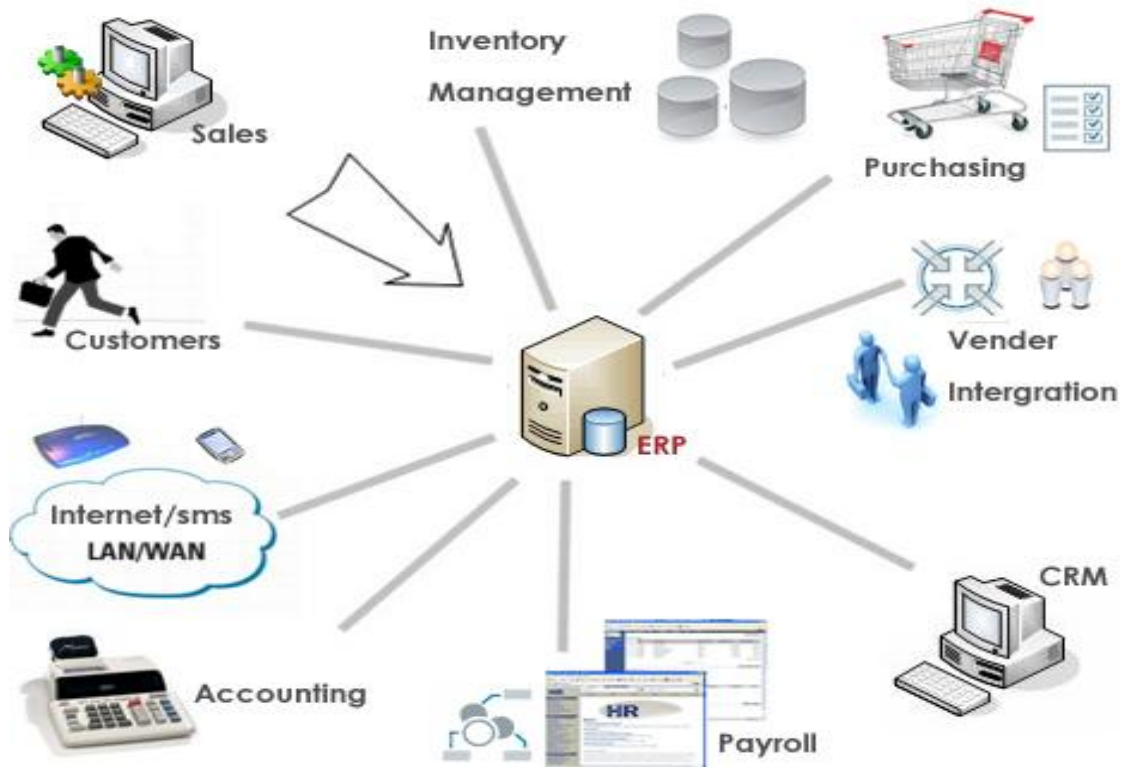 Inventory
Management
Sales
Purchasing
Customers
Vender
Intergration
ERP
Internet/sms
LAN/WAN
CRM
Accounting
HR
Payroll